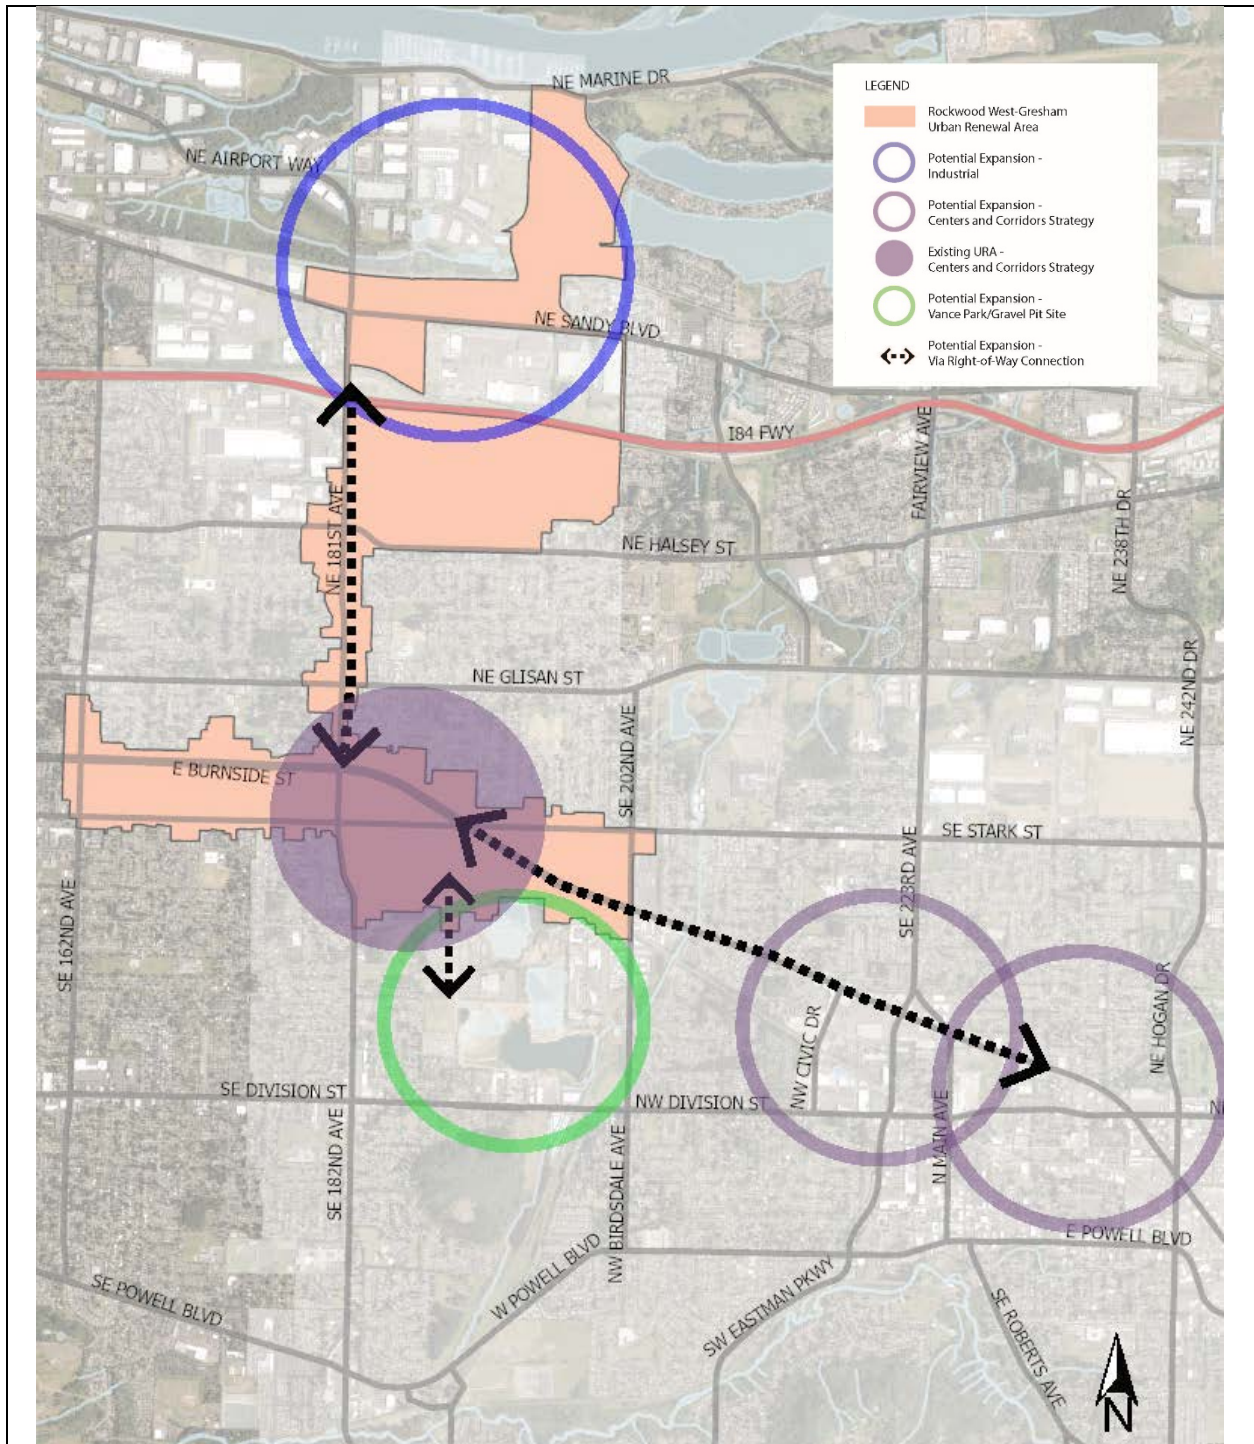 NE MARINE DR
LEGEND
Rockwood West-Gresham
Urban Renewal Area
Potential Expansion -
Industrial
Potential Expansion -
Centers and Corridors Strategy
Existing URA -
Centers and Corridors Strategy
Potential Expansion -
Vance Park/Gravel Pit Site
Potential Expansion -
Via Right-of-Way Connection
NE AIRPORT WAY
NE SANDY BLVD
I84 FWY
FAIRVIEW AVE
NE 238TH DR
NE 181ST AVE
NE HALSEY ST
NE GLISAN ST
NE 242ND DR
SE 202ND AVE
E BURNSIDE ST
SE STARK ST
SE 223RD AVE
SE 162ND AVE
NE HOGAN DR
NW CIVIC DR
SE DIVISION ST
NW DIVISION ST
N MAIN AVE
SE 182ND AVE
NW BIRDSDALE AVE
E POWELL BLVD
W POWELL BLVD
SE POWELL BLVD
SW EASTMAN PKWY
SE ROBERTS AVE
N